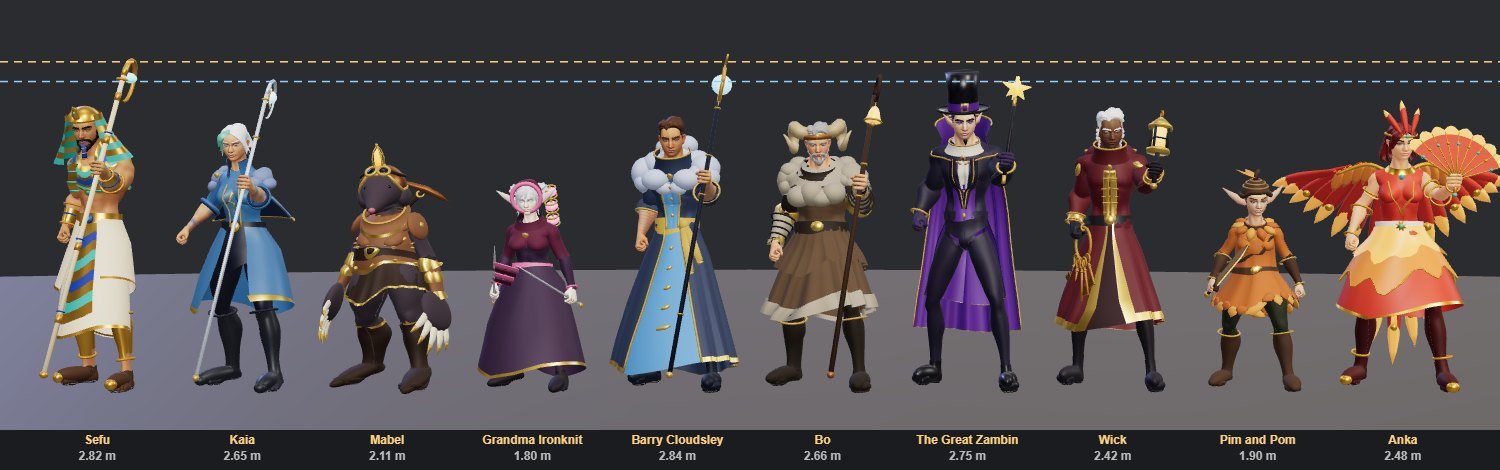 Sefu Kaia Mabel Grandma Ironknit Barry Cloudsley Bo The Great Zambin Wick Pim and Pom Anka
2.82 m 2.65 m 2.11 m 1.80 m 2.84 m 2.66 m 2.75 m 2.42 m 1.90 m 2.48 m